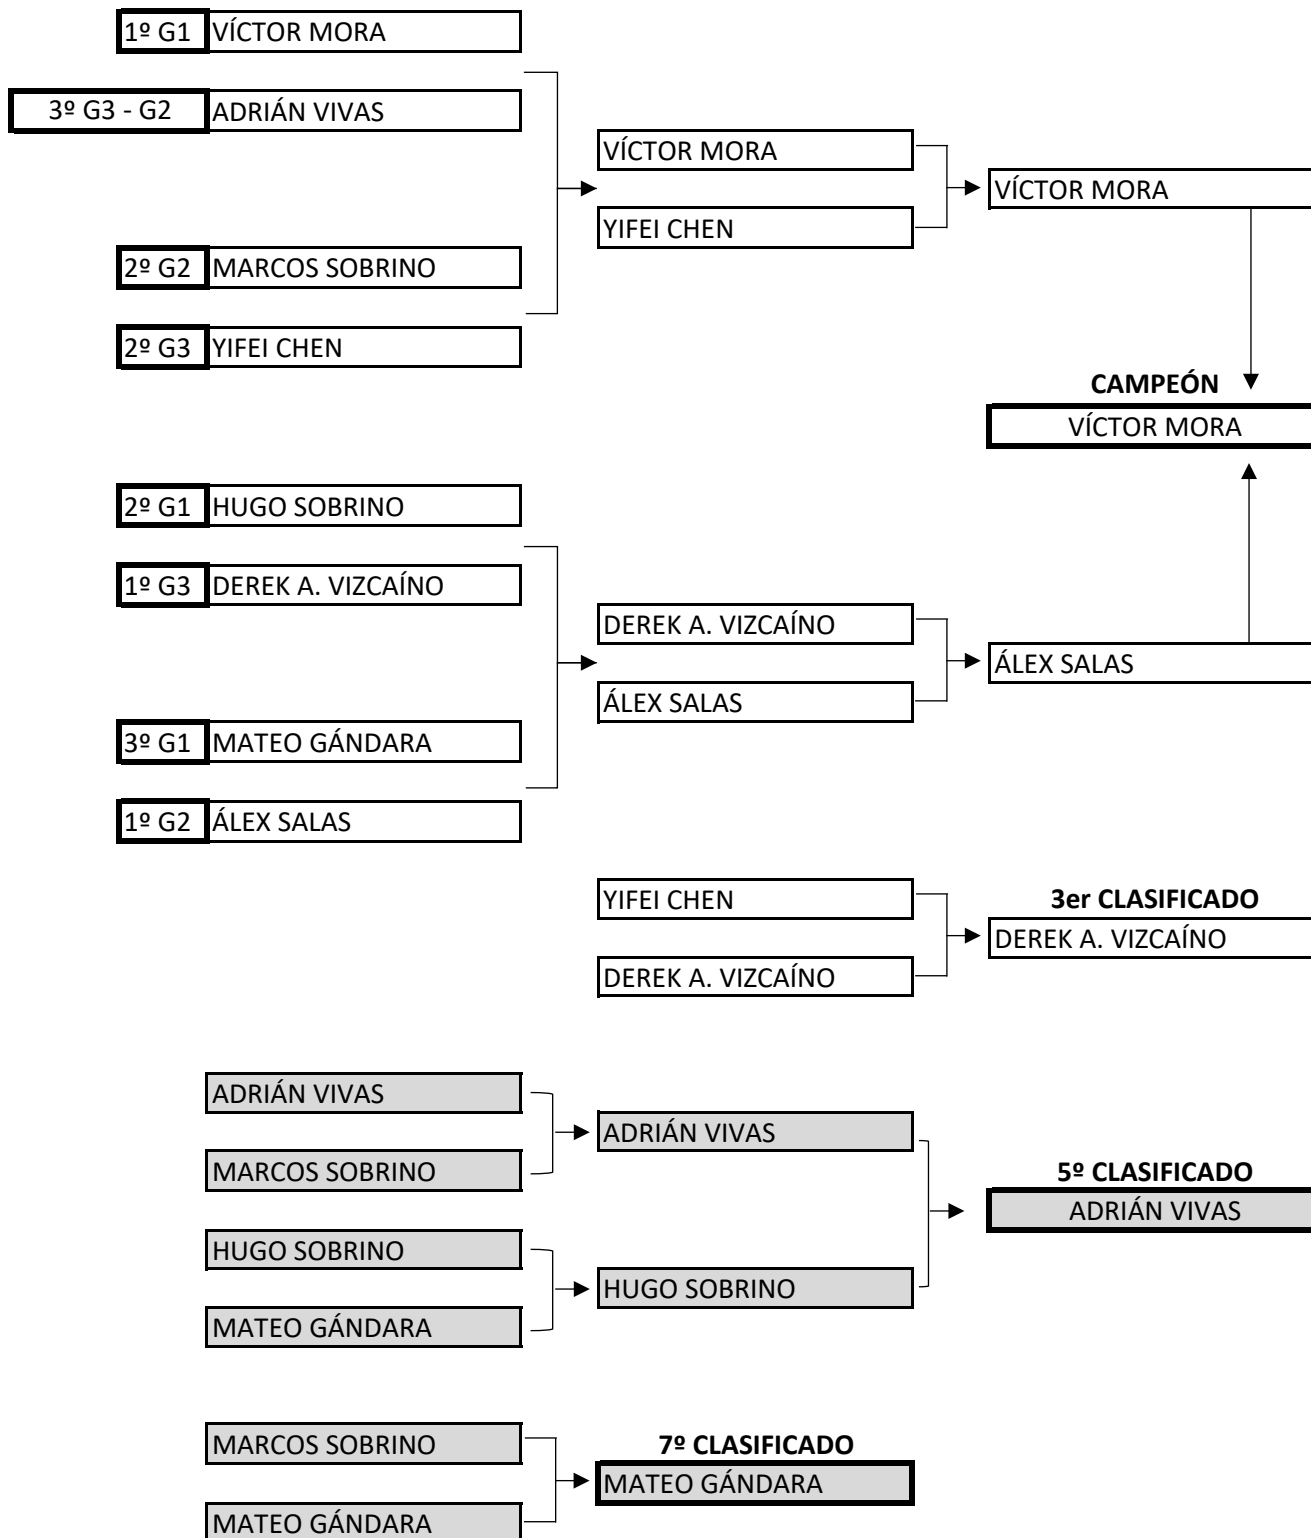 1º G1 VÍCTOR MORA
3º G3 - G2 ADRIÁN VIVAS
VÍCTOR MORA
VÍCTOR MORA
YIFEI CHEN
2º G2 MARCOS SOBRINO
2º G3 YIFEI CHEN
CAMPEÓN
VÍCTOR MORA
2º G1 HUGO SOBRINO
1º G3 DEREK A. VIZCAÍNO
DEREK A. VIZCAÍNO
ÁLEX SALAS
ÁLEX SALAS
3º G1 MATEO GÁNDARA
1º G2 ÁLEX SALAS
YIFEI CHEN
3er CLASIFICADO
DEREK A. VIZCAÍNO
DEREK A. VIZCAÍNO
ADRIÁN VIVAS
ADRIÁN VIVAS
MARCOS SOBRINO
5º CLASIFICADO
ADRIÁN VIVAS
HUGO SOBRINO
HUGO SOBRINO
MATEO GÁNDARA
MARCOS SOBRINO
7º CLASIFICADO
MATEO GÁNDARA
MATEO GÁNDARA